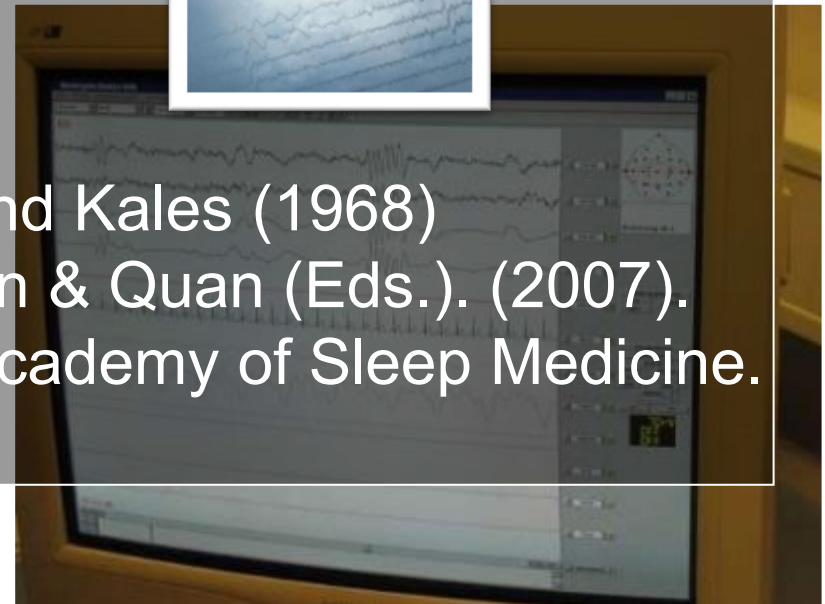 nd Kales (1968)
n & Quan (Eds.). (2007).
cademy of Sleep Medicine.